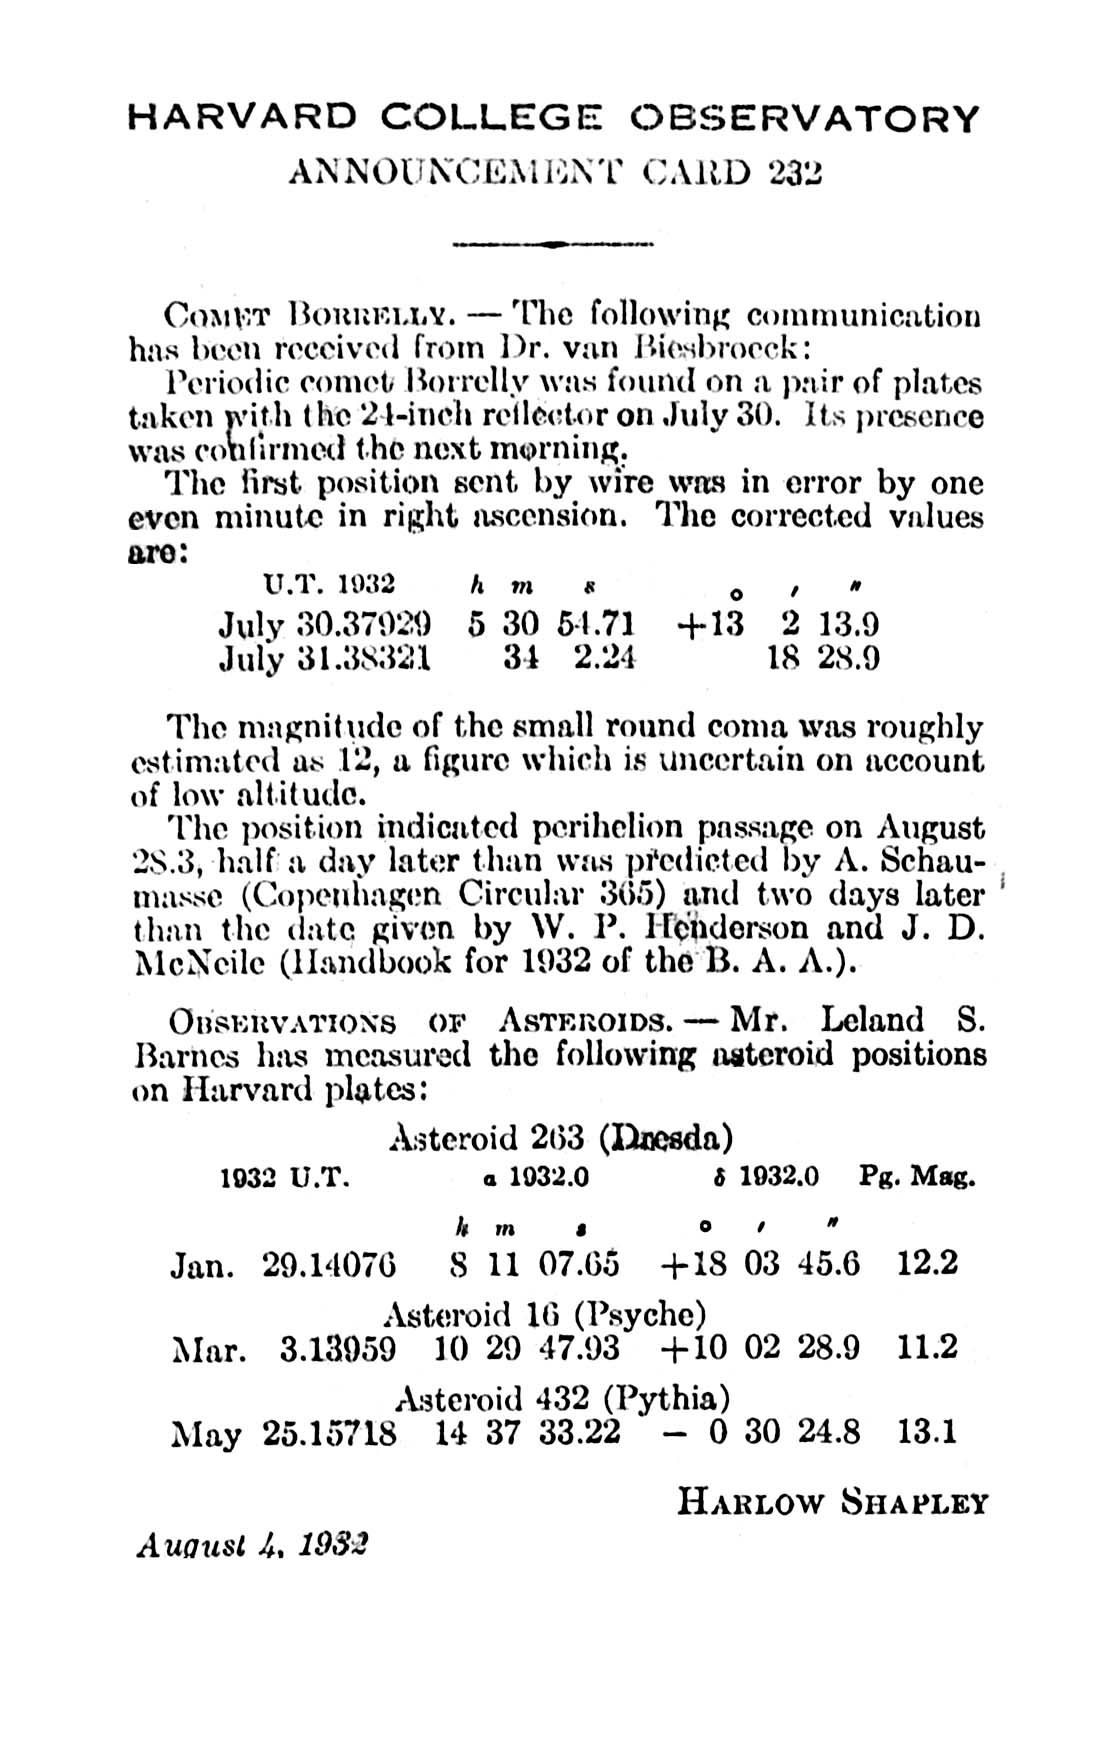 HARVARD COLLEGE OBSERVATORY
ANNOUNCEMENT CARD 232
COMET BORRELLY. — The following communication
has been received from Dr. van Biesbroeck:
Periodic comet Borrelly was found on a pair of plates
taken with the 24-inch reflector on July 30. Its presence
was confirmed the next morning.
The first position sent by wire was in error by one
even minute in right ascension. The corrected values
are:
U.T. 1932 h m s ° ′ ″
July 30.37929 5 30 54.71 +13 2 13.9
July 31.38321 34 2.24 18 28.9
The magnitude of the small round coma was roughly
estimated as 12, a figure which is uncertain on account
of low altitude.
The position indicated perihelion passage on August
28.3, half a day later than was predicted by A. Schau-
masse (Copenhagen Circular 365) and two days later
than the date given by W. P. Henderson and J. D.
McNeile (Handbook for 1932 of the B. A. A.).
OBSERVATIONS OF ASTEROIDS. — Mr. Leland S.
Barnes has measured the following asteroid positions
on Harvard plates:
Asteroid 263 (Dresda)
1932 U.T. α 1932.0 δ 1932.0 Pg. Mag.
h m s ° ′ ″
Jan. 29.14076 8 11 07.65 +18 03 45.6 12.2
Asteroid 16 (Psyche)
Mar. 3.13959 10 29 47.93 +10 02 28.9 11.2
Asteroid 432 (Pythia)
May 25.15718 14 37 33.22 − 0 30 24.8 13.1
HARLOW SHAPLEY
August 4, 1932